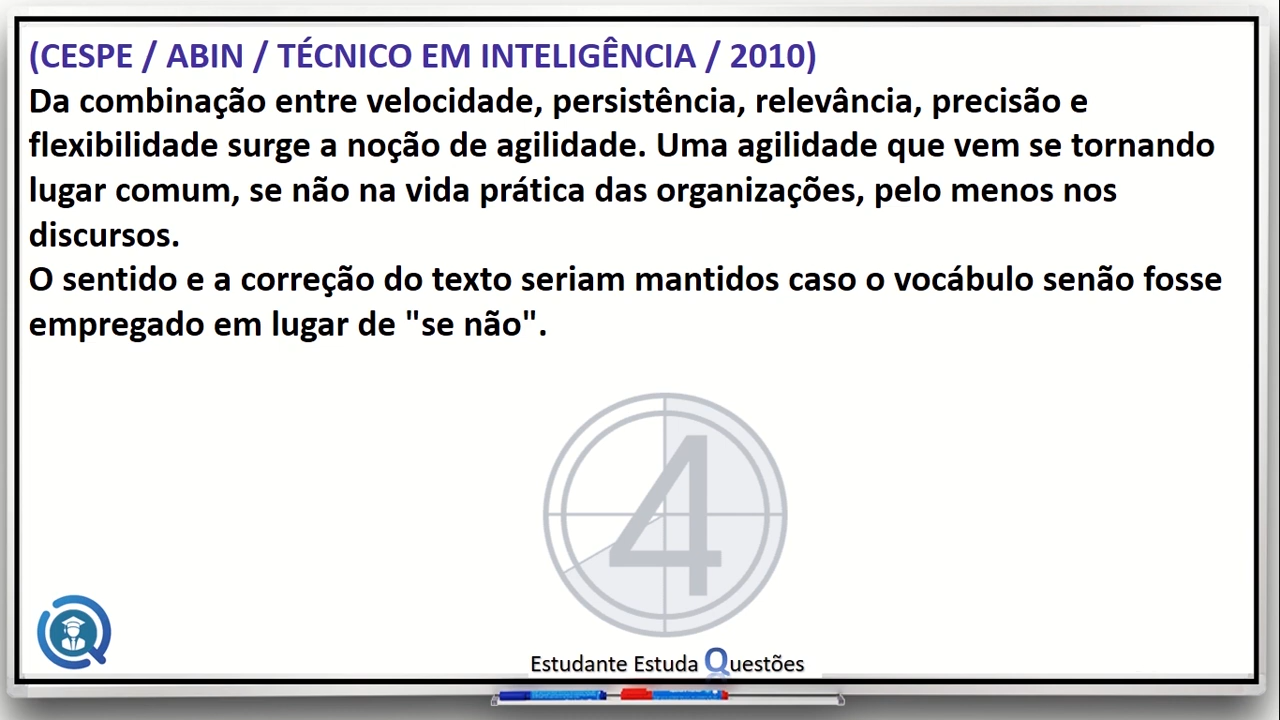 (CESPE / ABIN / TÉCNICO EM INTELIGÊNCIA / 2010)
Da combinação entre velocidade, persistência, relevância, precisão e
flexibilidade surge a noção de agilidade. Uma agilidade que vem se tornando
lugar comum, se não na vida prática das organizações, pelo menos nos
discursos.
O sentido e a correção do texto seriam mantidos caso o vocábulo senão fosse
empregado em lugar de "se não".
4
Estudante Estuda Questões